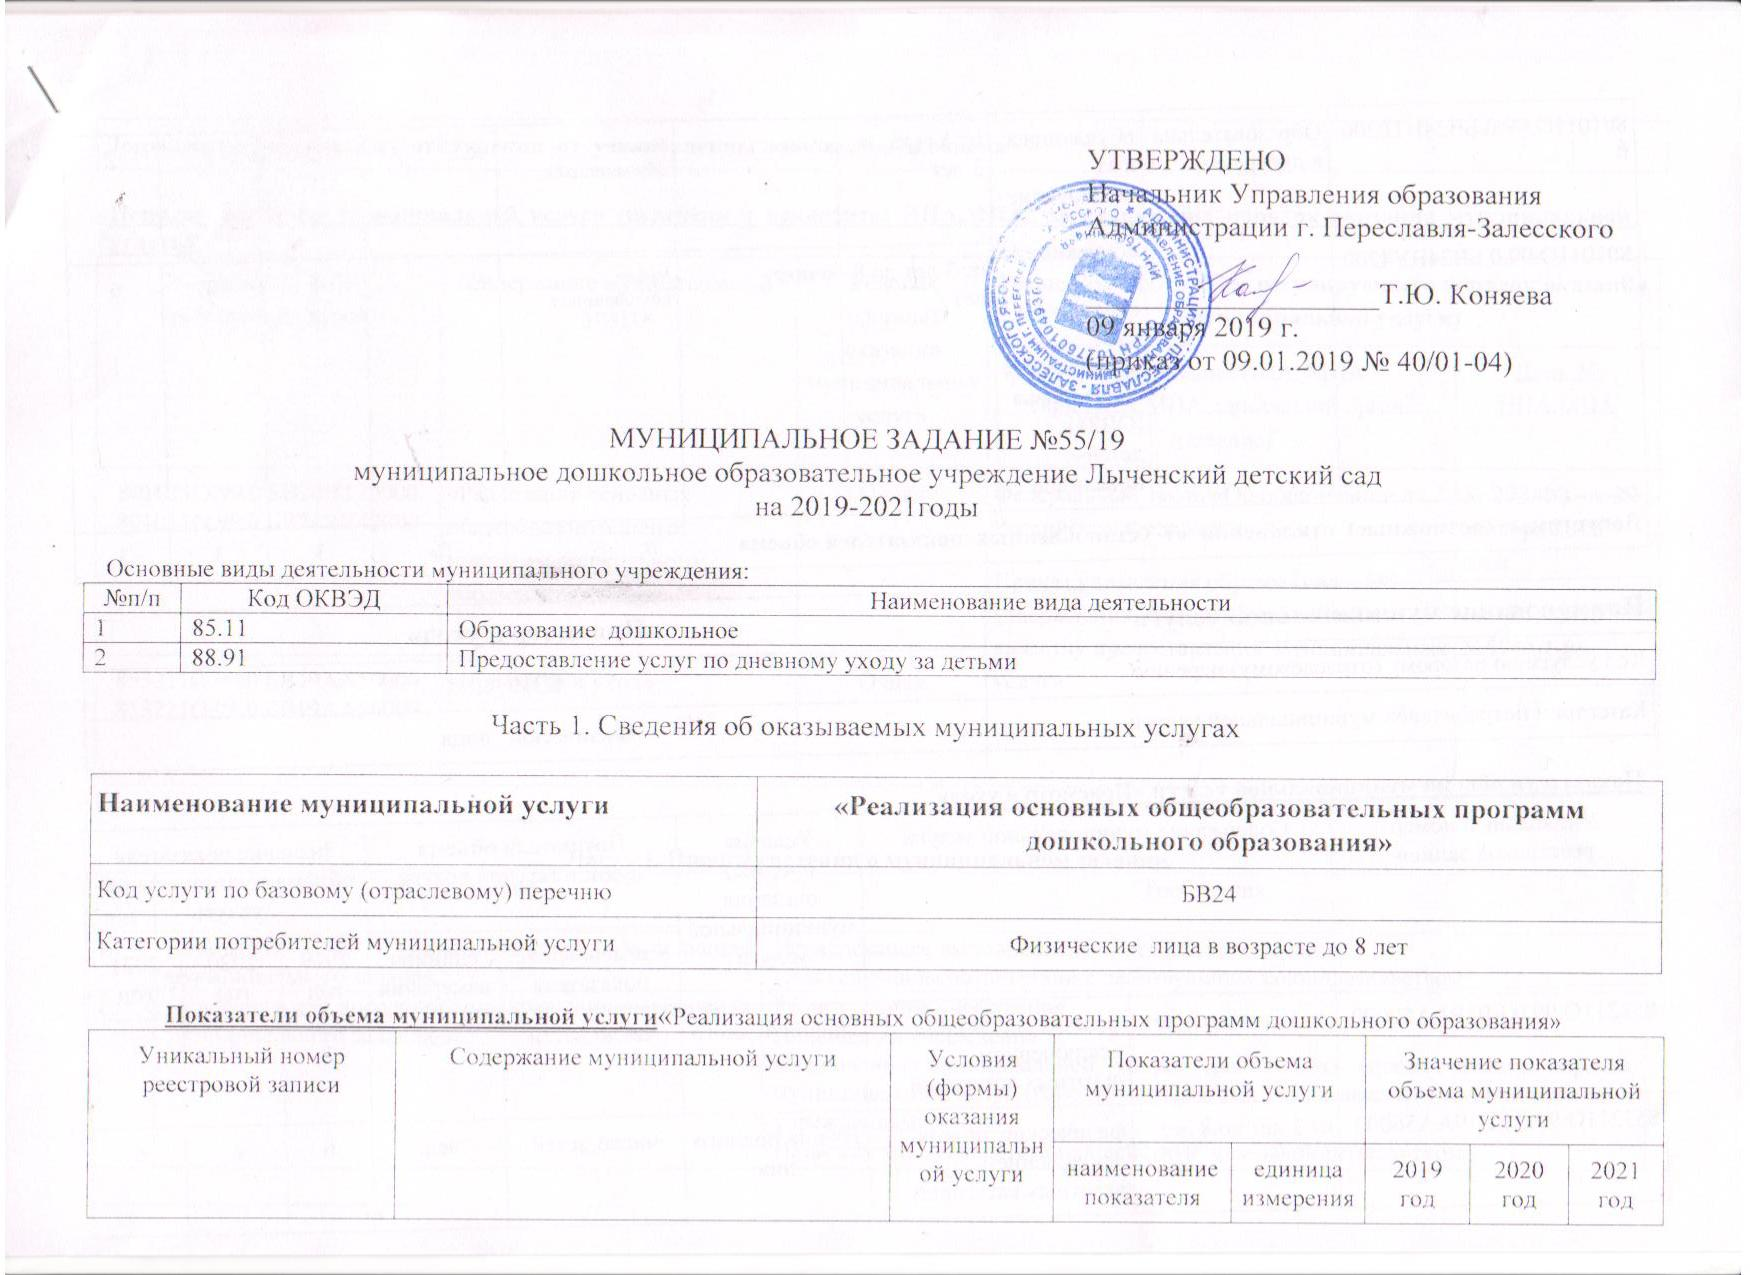 УТВЕРЖДЕНО
Начальник Управления образования
Администрации г. Переславля-Залесского
Т.Ю. Коняева
09 января 2019 г.
(приказ от 09.01.2019 № 40/01-04)
МУНИЦИПАЛЬНОЕ ЗАДАНИЕ №55/19
муниципальное дошкольное образовательное учреждение Лыченский детский сад
на 2019-2021годы
Основные виды деятельности муниципального учреждения:
№п/п Код ОКВЭД Наименование вида деятельности
1 85.11 Образование дошкольное
2 88.91 Предоставление услуг по дневному уходу за детьми
Часть 1. Сведения об оказываемых муниципальных услугах
Наименование муниципальной услуги «Реализация основных общеобразовательных программ
дошкольного образования»
Код услуги по базовому (отраслевому) перечню БВ24
Категории потребителей муниципальной услуги Физические лица в возрасте до 8 лет
Показатели объема муниципальной услуги«Реализация основных общеобразовательных программ дошкольного образования»
Уникальный номер
реестровой записи
Содержание муниципальной услуги
Условия
(формы)
оказания
муниципальн
ой услуги
Показатели объема
муниципальной услуги
Значение показателя
объема муниципальной
услуги
наименование
показателя
единица
измерения
2019
год
2020
год
2021
год